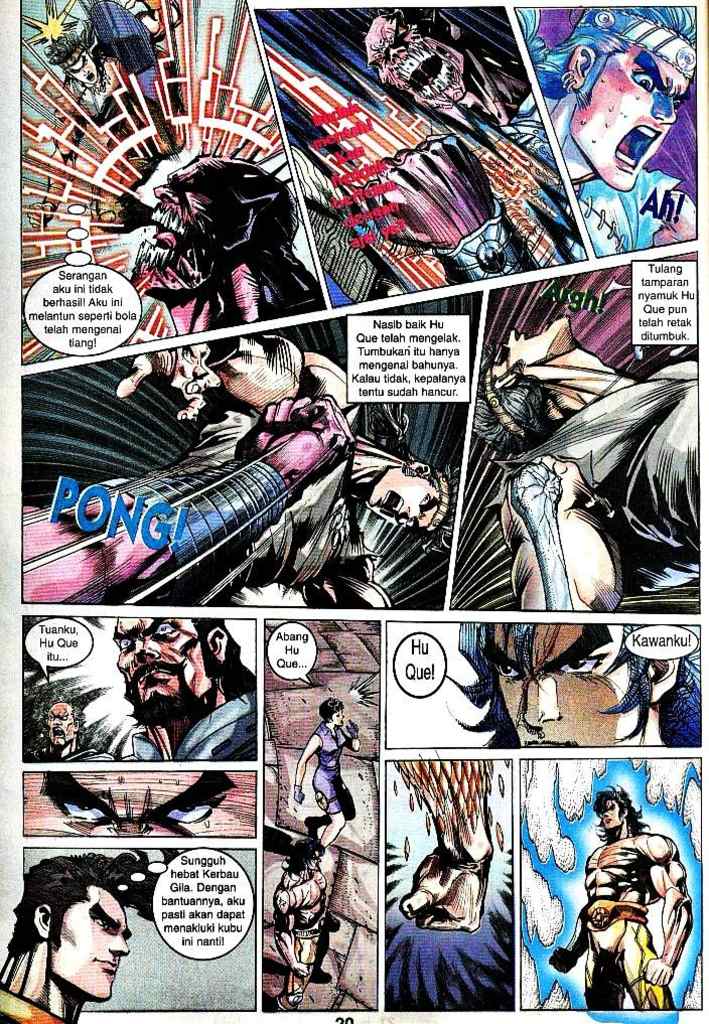 Serangan
aku ini tidak
berhasil! Aku ini
melantun seperti bola
telah mengenai
tiang!
Sudah
Kau
dengan
Ah!
Nasib baik Hu
Que telah mengelak.
Tumbukan itu hanya
mengenai bahunya.
Kalau tidak, kepalanya
tentu sudah hancur.
PONG!
Argh!
Tulang
tamparan
nyamuk Hu
Que pun
telah retak
ditumbuk.
Tuanku,
Hu Que
itu...
Abang
Hu
Que...
Hu
Que!
Kawanku!
Sungguh
hebat Kerbau
Gila. Dengan
bantuannya, aku
pasti akan dapat
menakluki kubu
ini nanti!
20